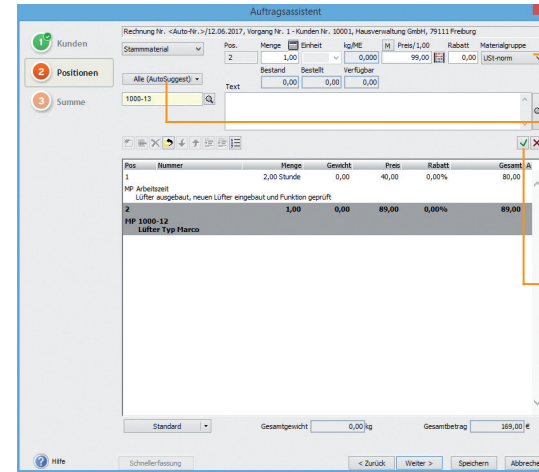 Auftragsassistent
Rechnung Nr. <Auto-Nr.>/12.06.2017, Vorgang Nr. 1 - Kunden Nr. 10001, Hausverwaltung GmbH, 79111 Freiburg
1 Kunden
2 Positionen
3 Summe
Stammmaterial
Pos. Menge Einheit kg/ME M Preis/1,00 Rabatt Materialgruppe
2 1,00 0,000 99,00 0,00 USt-norm
Alle (AutoSuggest)
Bestand Bestellt Verfügbar
0,00 0,00 0,00
Text
1000-13
Pos Nummer Menge Gewicht Preis Rabatt Gesamt A
1 2,00 Stunde 0,00 40,00 0,00% 80,00
MP Arbeitszeit
Lüfter ausgebaut, neuen Lüfter eingebaut und Funktion geprüft
2 1,00 0,00 89,00 0,00% 89,00
MP 1000-12
Lüfter Typ Marco
Standard Gesamtgewicht 0,00 kg Gesamtbetrag 169,00 €
Hilfe
Schnellerfassung < Zurück Weiter > Speichern Abbreche